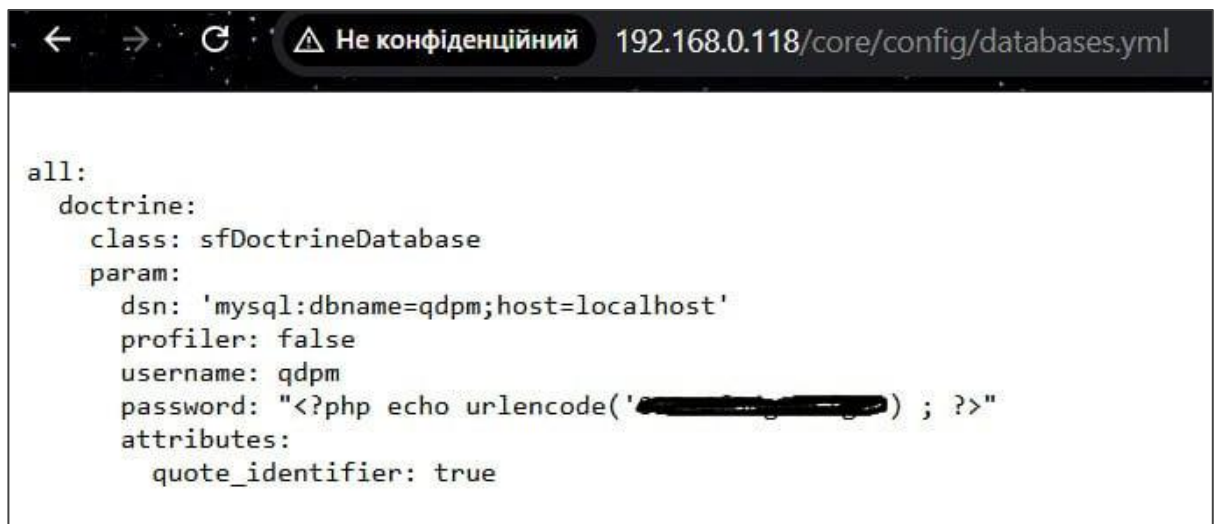 Не конфіденційний 192.168.0.118/core/config/databases.yml
all:
doctrine:
class: sfDoctrineDatabase
param:
dsn: 'mysql:dbname=qdpm;host=localhost'
profiler: false
username: qdpm
password: "<?php echo urlencode(' ) ; ?>"
attributes:
quote_identifier: true